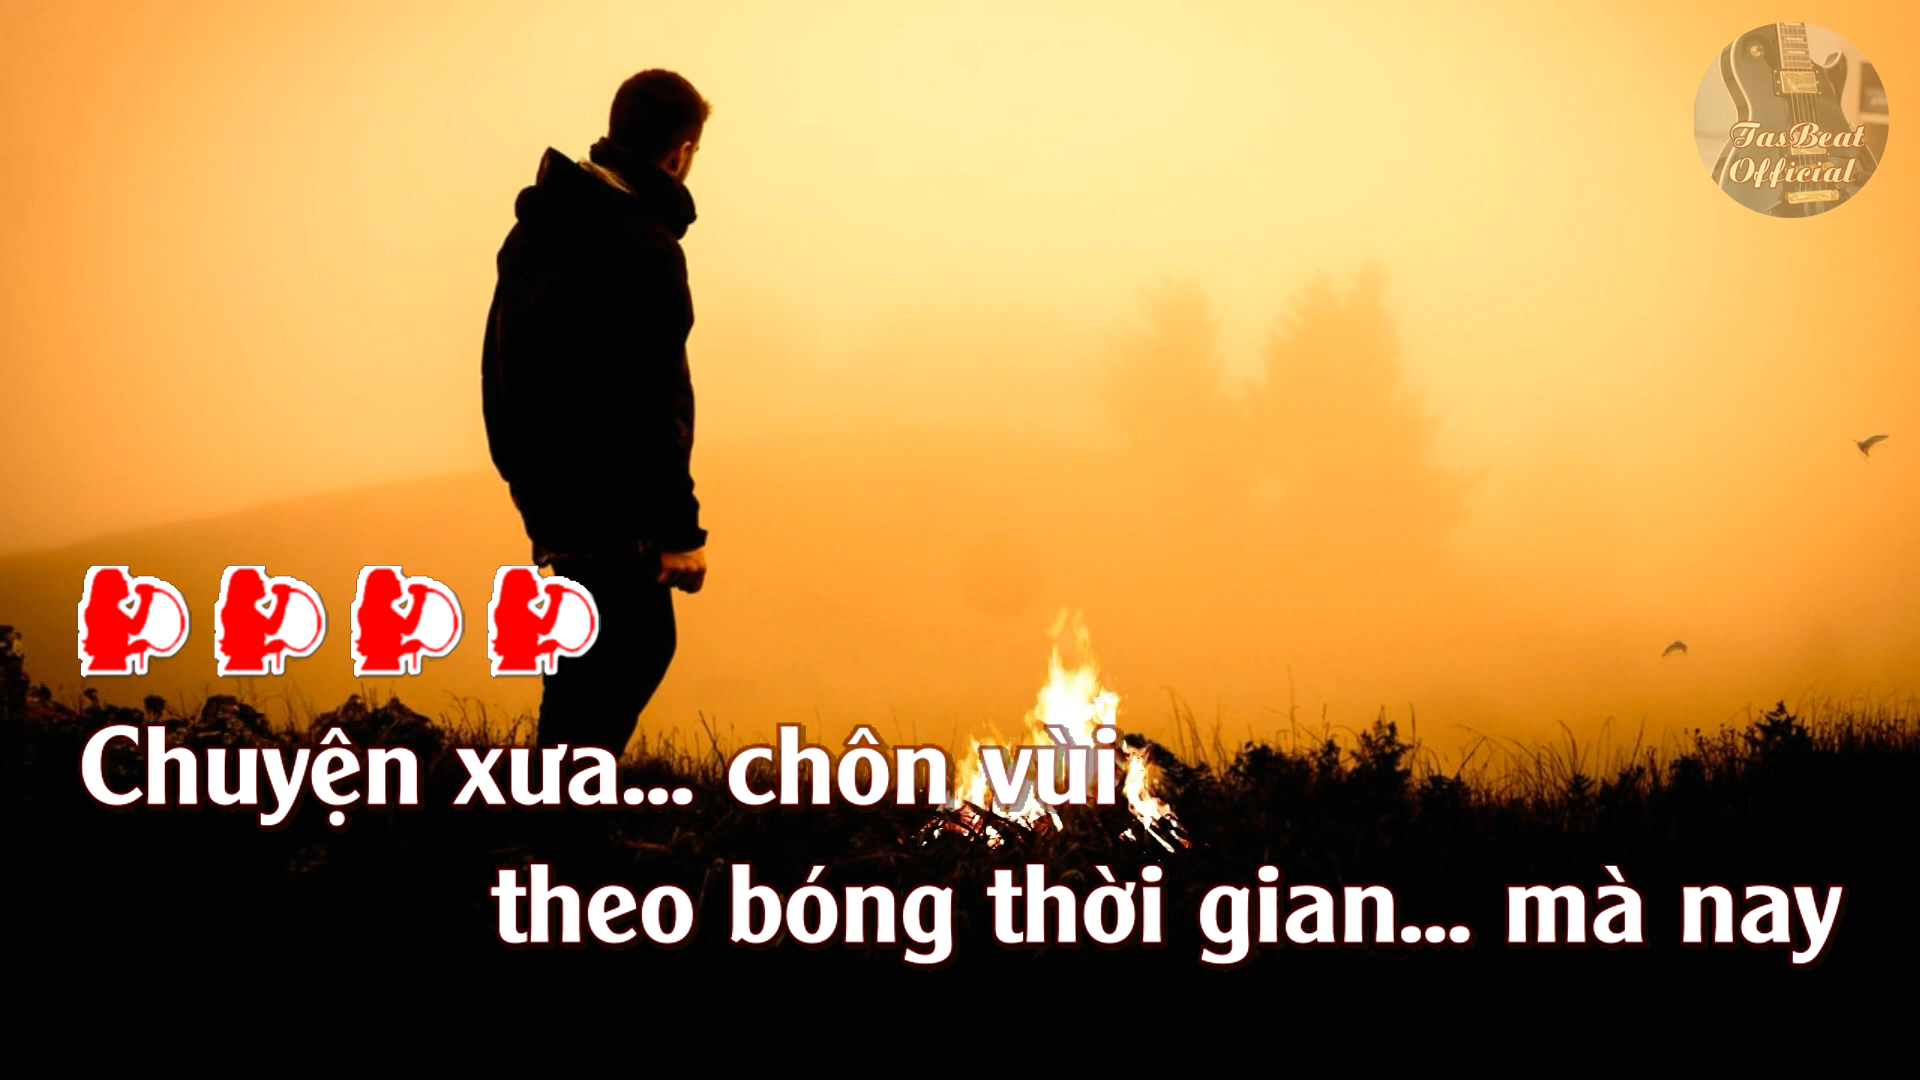 TasBeat
Official
Chuyện xưa... chôn vùi
theo bóng thời gian... mà nay